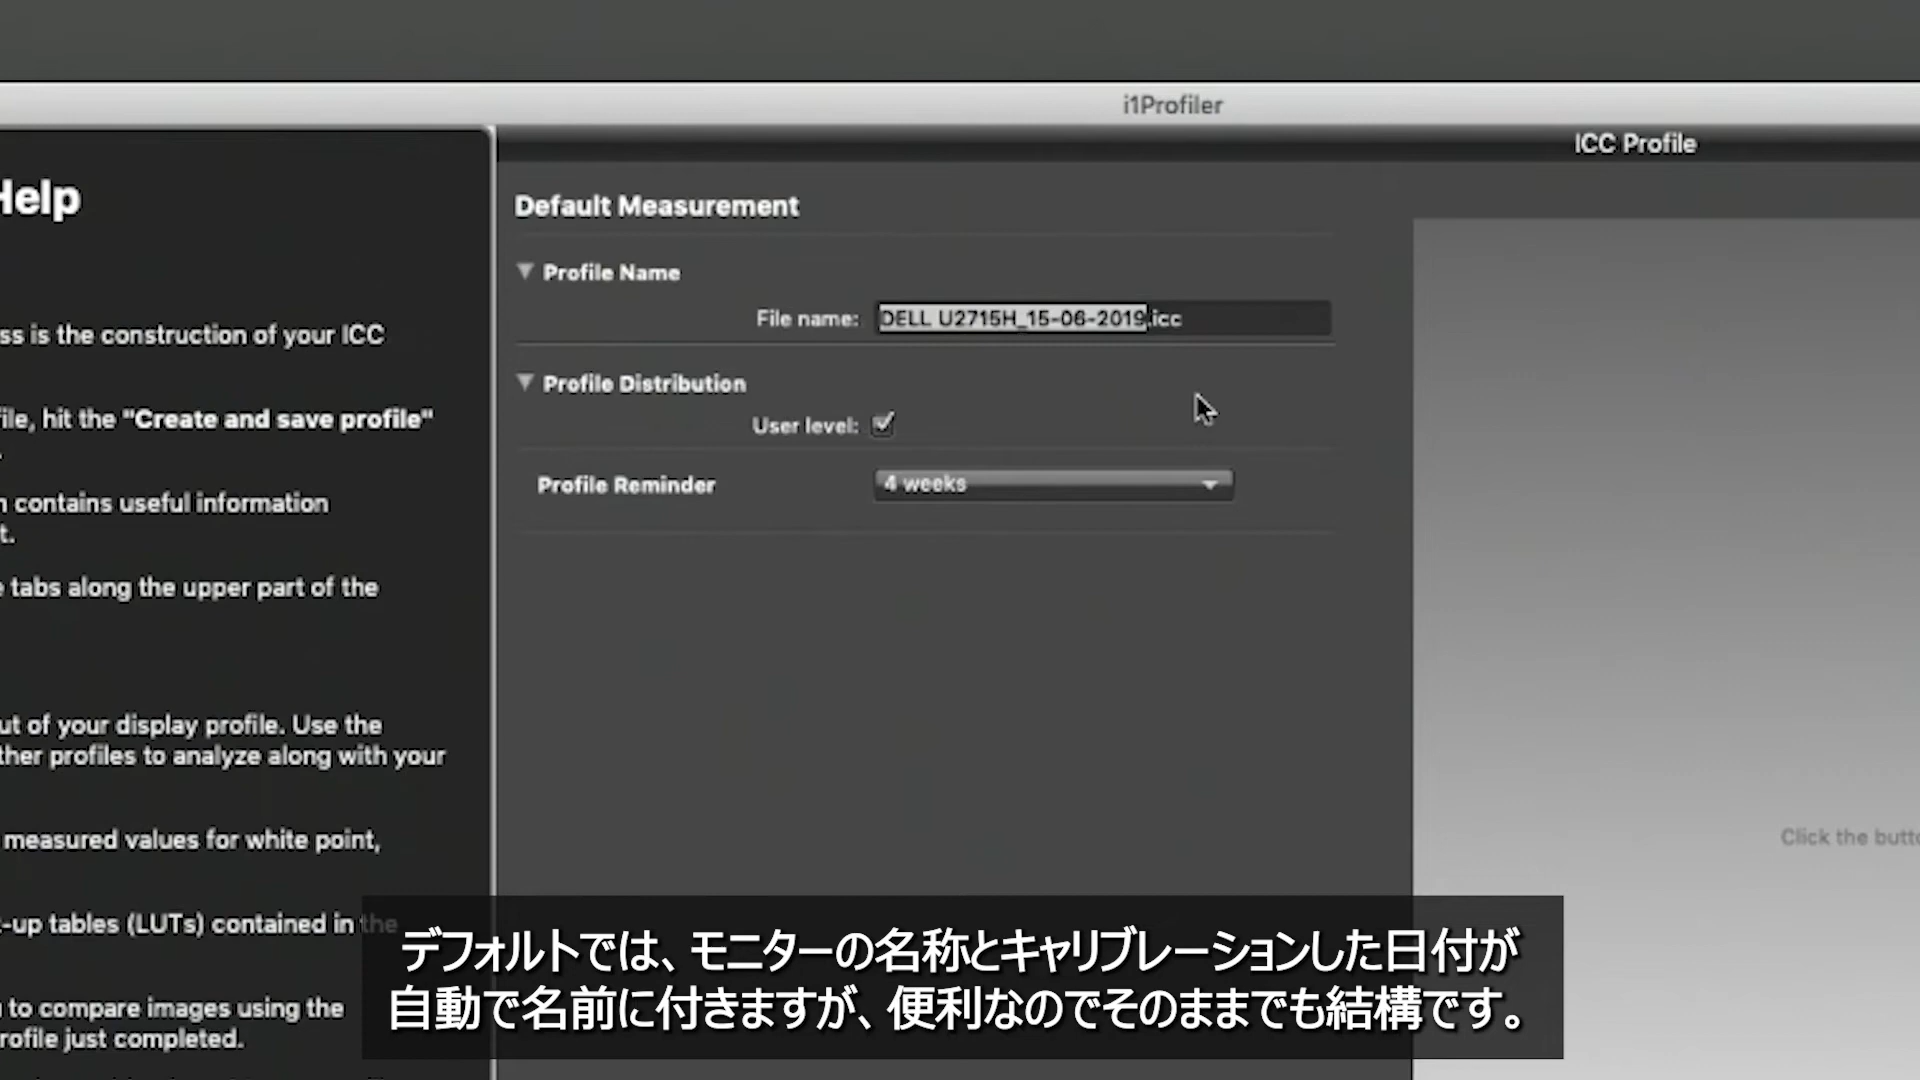 i1Profiler
ICC Profile
Help
Default Measurement
Profile Name
File name: DELL U2715H_15-06-2019.icc
ss is the construction of your ICC
Profile Distribution
file, hit the "Create and save profile"
User level:
Profile Reminder 4 weeks
contains useful information
t.
tabs along the upper part of the
ut of your display profile. Use the
ther profiles to analyze along with your
measured values for white point,
Click the butto
-up tables (LUTs) contained in the
デフォルトでは、モニターの名称とキャリブレーションした日付が
自動で名前に付きますが、便利なのでそのままでも結構です。
to compare images using the
rofile just completed.